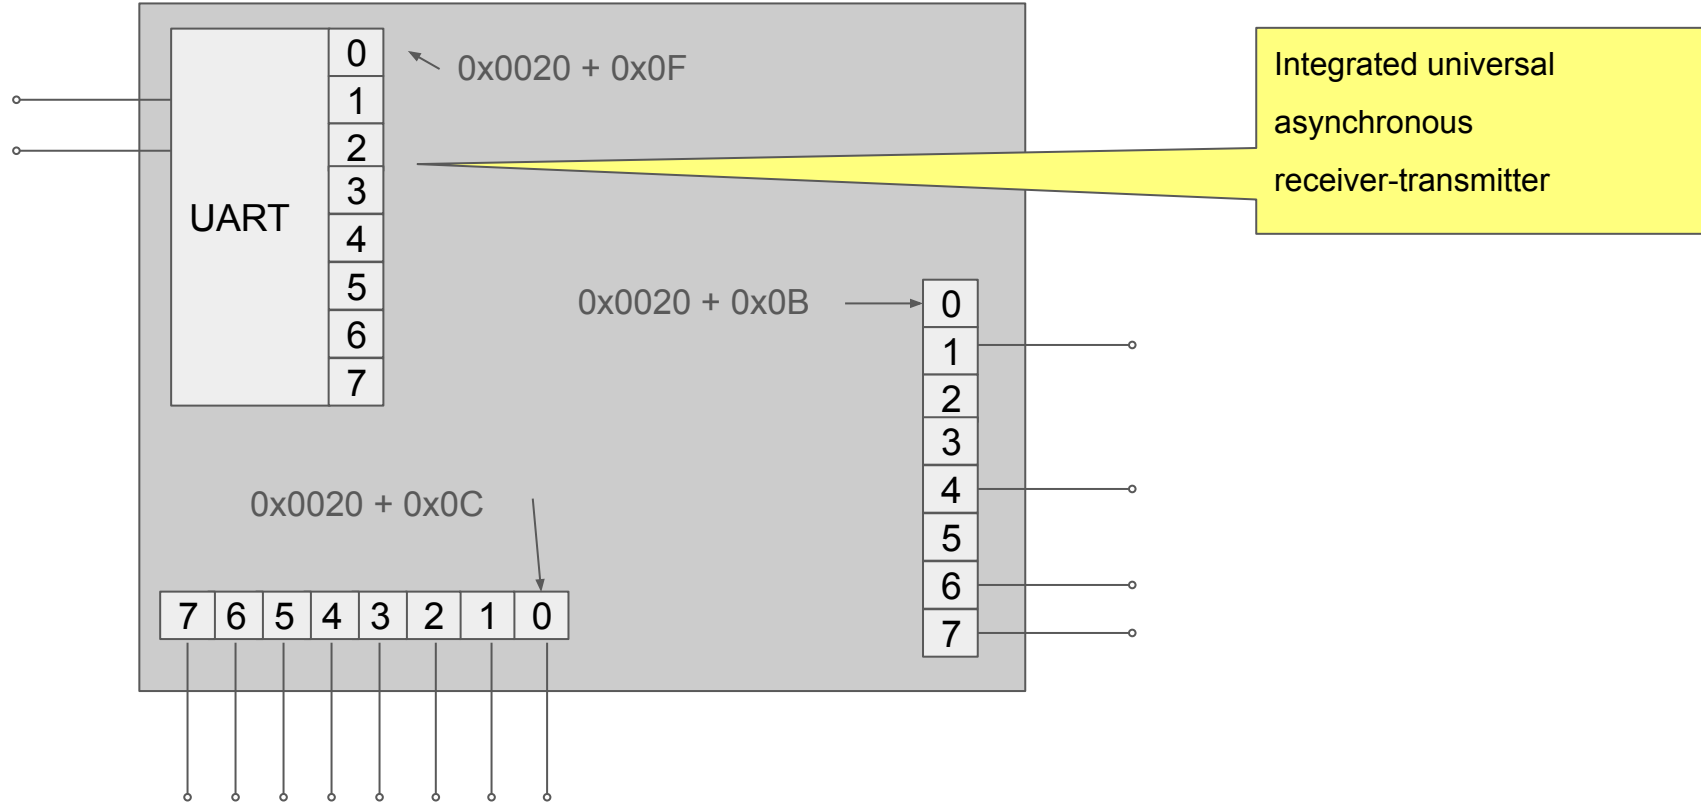 0
0x0020 + 0x0F
1
2
3
UART
4
5
6
7
Integrated universal
asynchronous
receiver-transmitter
0x0020 + 0x0B
0
1
2
3
4
5
6
7
0x0020 + 0x0C
7 6 5 4 3 2 1 0